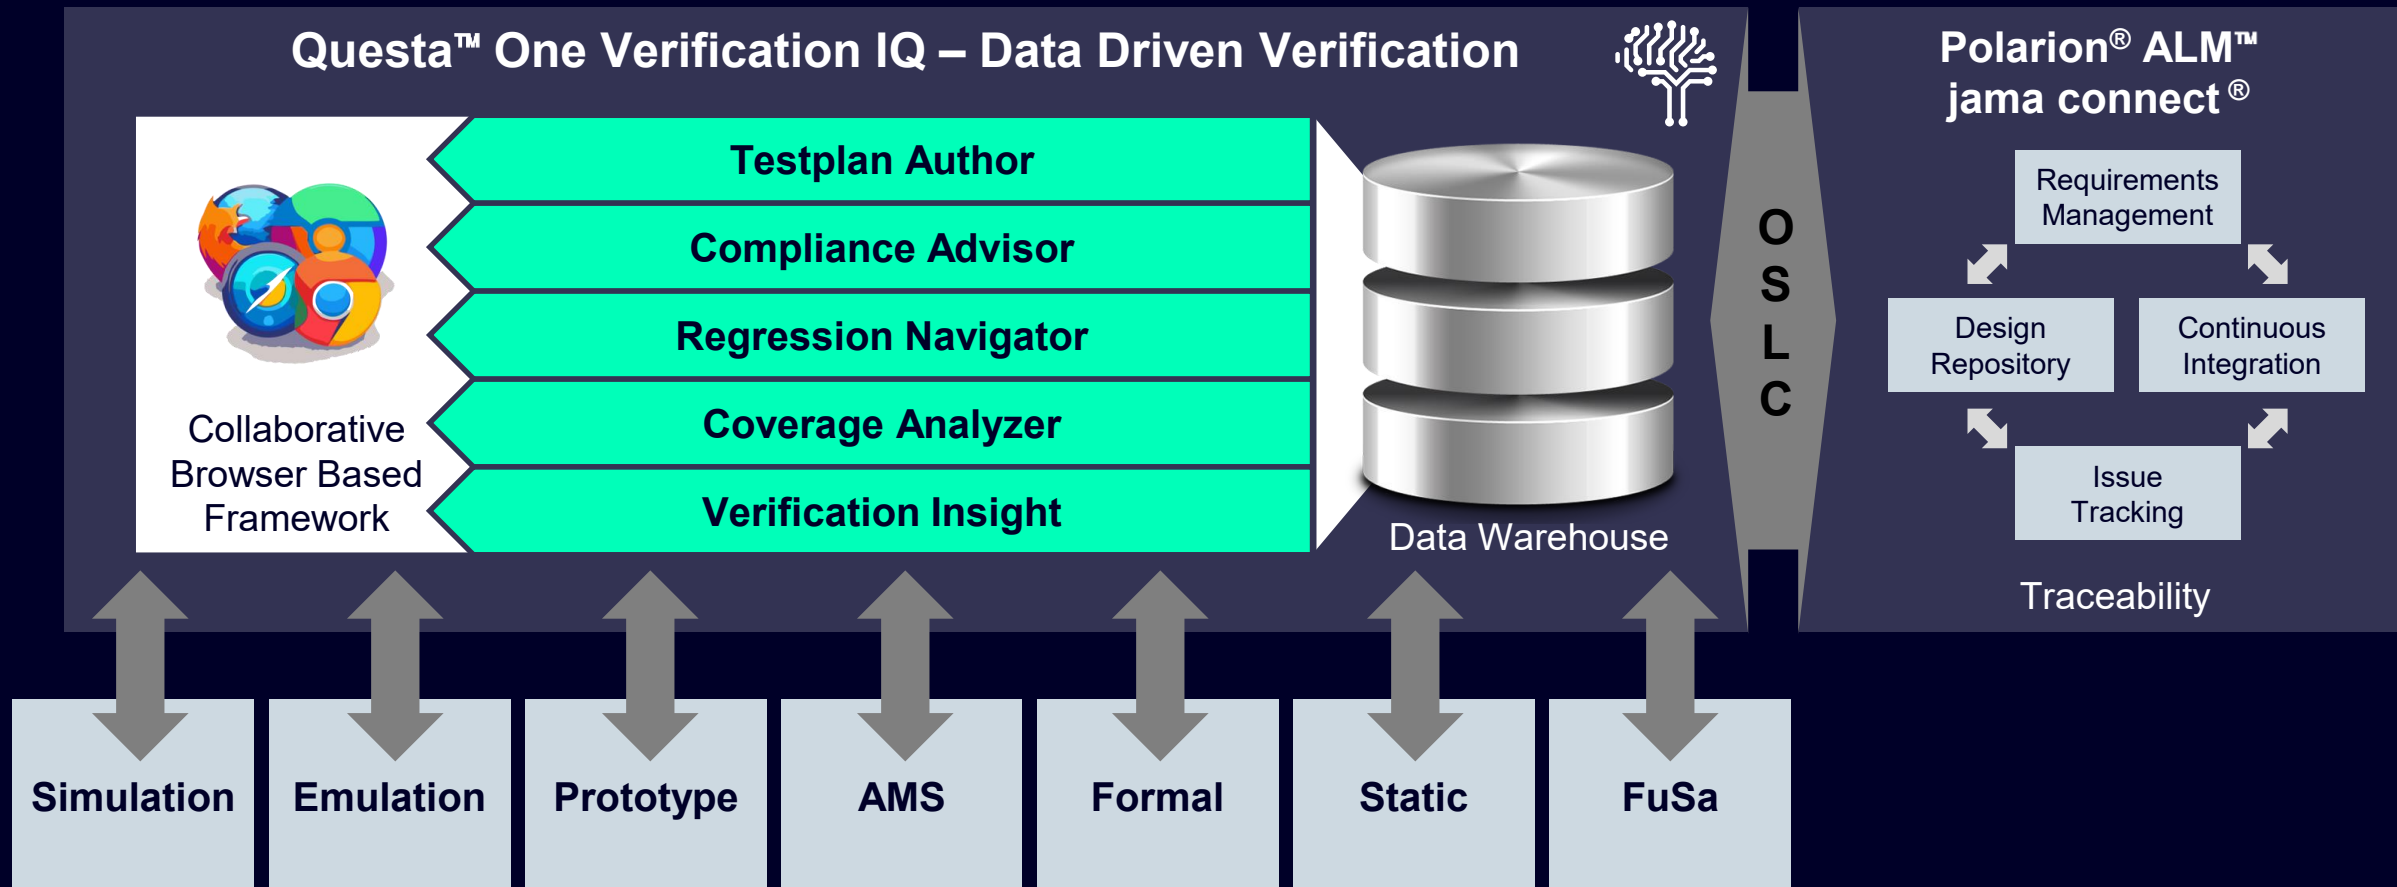 Questa™ One Verification IQ – Data Driven Verification
Testplan Author
Compliance Advisor
Regression Navigator
Coverage Analyzer
Verification Insight
Collaborative
Browser Based
Framework
Data Warehouse
O
S
L
C
Polarion® ALM™
jama connect ®
Requirements
Management
Design
Repository
Continuous
Integration
Issue
Tracking
Traceability
Simulation
Emulation
Prototype
AMS
Formal
Static
FuSa